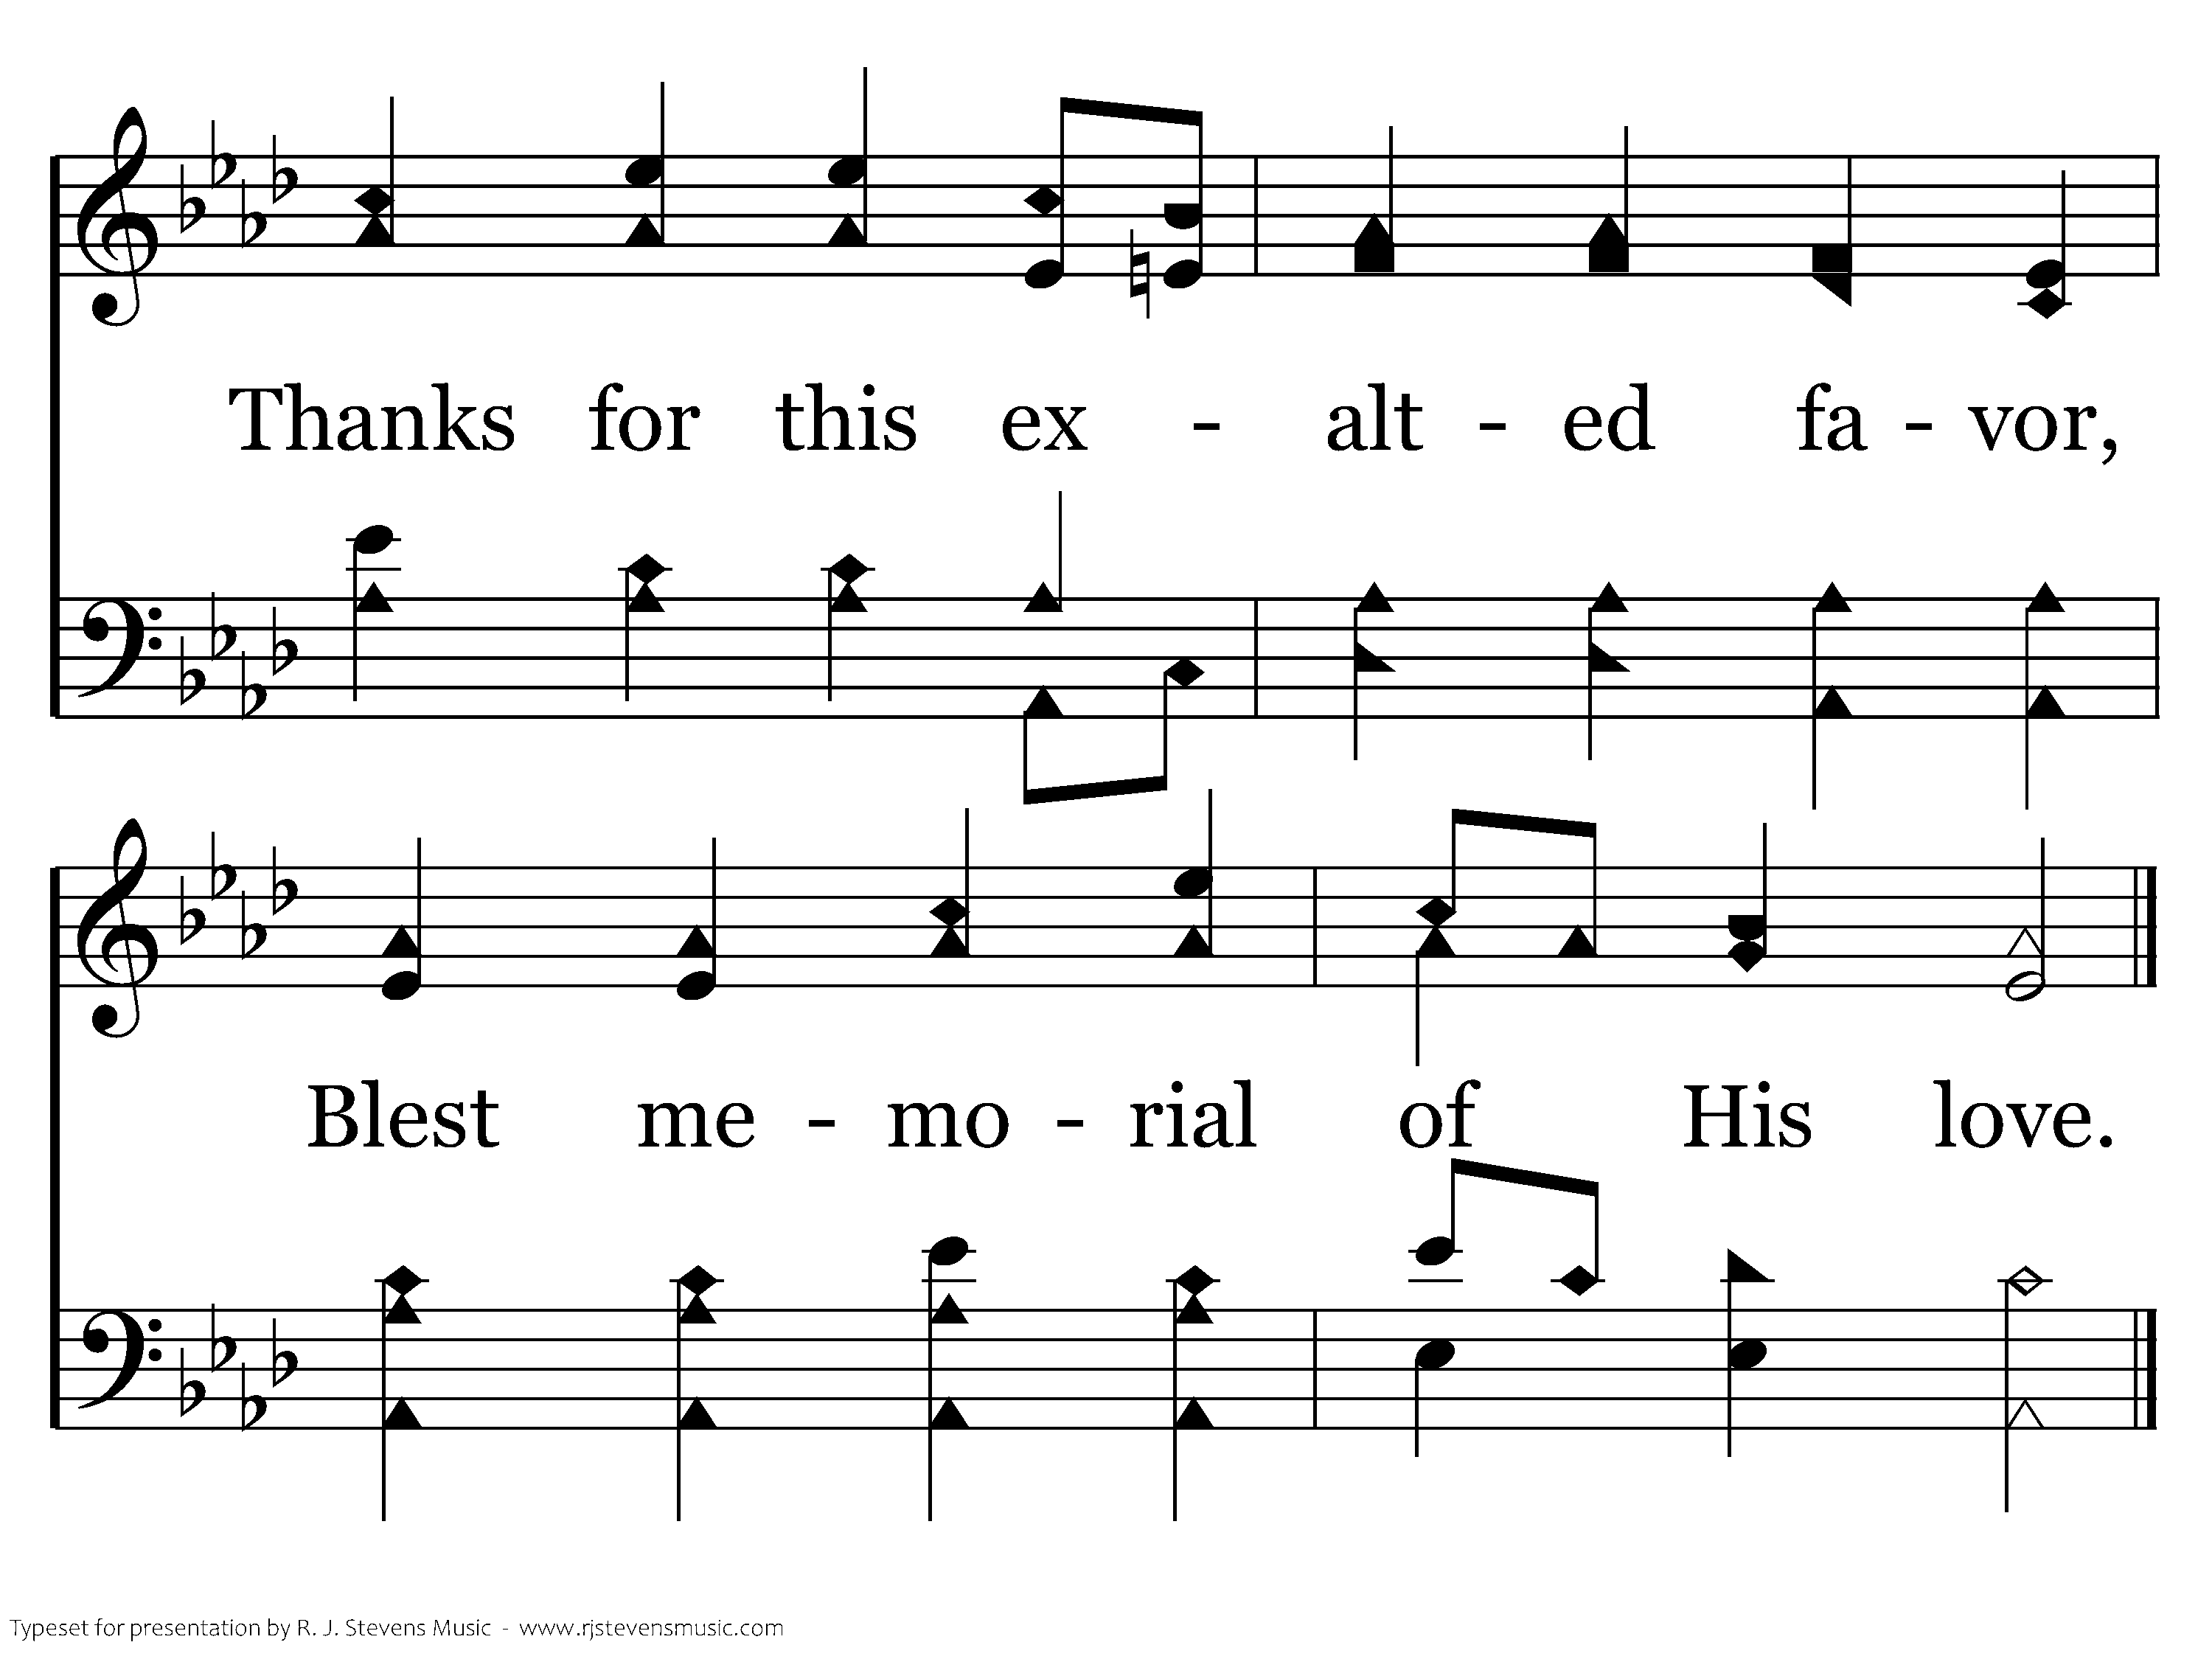 Thanks for this ex - alt - ed fa - vor,
Blest me - mo - rial of His love.
Typeset for presentation by R. J. Stevens Music - www.rjstevensmusic.com